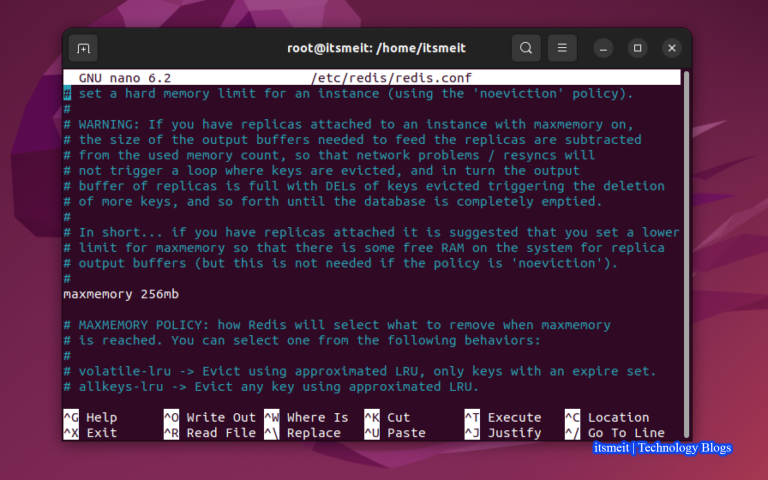 root@itsmeit: /home/itsmeit
GNU nano 6.2 /etc/redis/redis.conf
# set a hard memory limit for an instance (using the 'noeviction' policy).
#
# WARNING: If you have replicas attached to an instance with maxmemory on,
# the size of the output buffers needed to feed the replicas are subtracted
# from the used memory count, so that network problems / resyncs will
# not trigger a loop where keys are evicted, and in turn the output
# buffer of replicas is full with DELs of keys evicted triggering the deletion
# of more keys, and so forth until the database is completely emptied.
#
# In short... if you have replicas attached it is suggested that you set a lower
# limit for maxmemory so that there is some free RAM on the system for replica
# output buffers (but this is not needed if the policy is 'noeviction').
#
maxmemory 256mb
# MAXMEMORY POLICY: how Redis will select what to remove when maxmemory
# is reached. You can select one from the following behaviors:
#
# volatile-lru -> Evict using approximated LRU, only keys with an expire set.
# allkeys-lru -> Evict any key using approximated LRU.
^G Help ^O Write Out ^W Where Is ^K Cut ^T Execute ^C Location
^X Exit ^R Read File ^\ Replace ^U Paste ^J Justify ^/ Go To Line
itsmeit | Technology Blogs